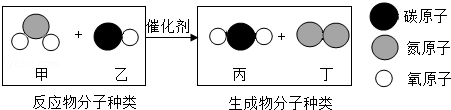 催化剂
+
+
甲
乙
丙
丁
反应物分子种类
生成物分子种类
碳原子
氮原子
氧原子